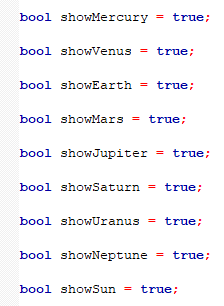 bool showMercury = true;
bool showVenus = true;
bool showEarth = true;
bool showMars = true;
bool showJupiter = true;
bool showSaturn = true;
bool showUranus = true;
bool showNeptune = true;
bool showSun = true;